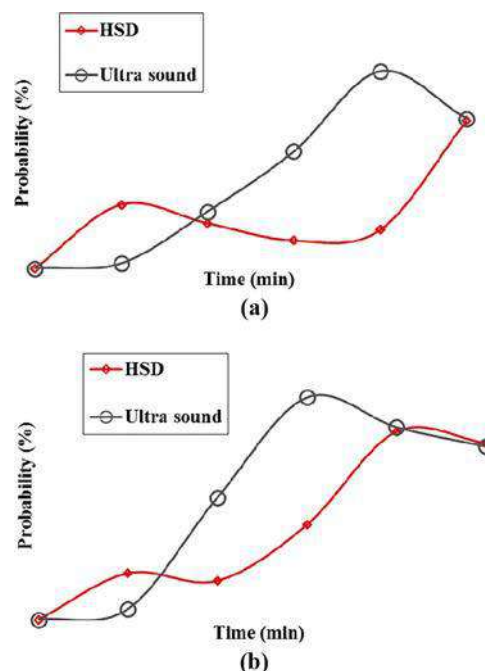 HSD
Ultra sound
Probability (%)
Time (min)
(a)
HSD
Ultra sound
Probability (%)
Time (min)
(b)